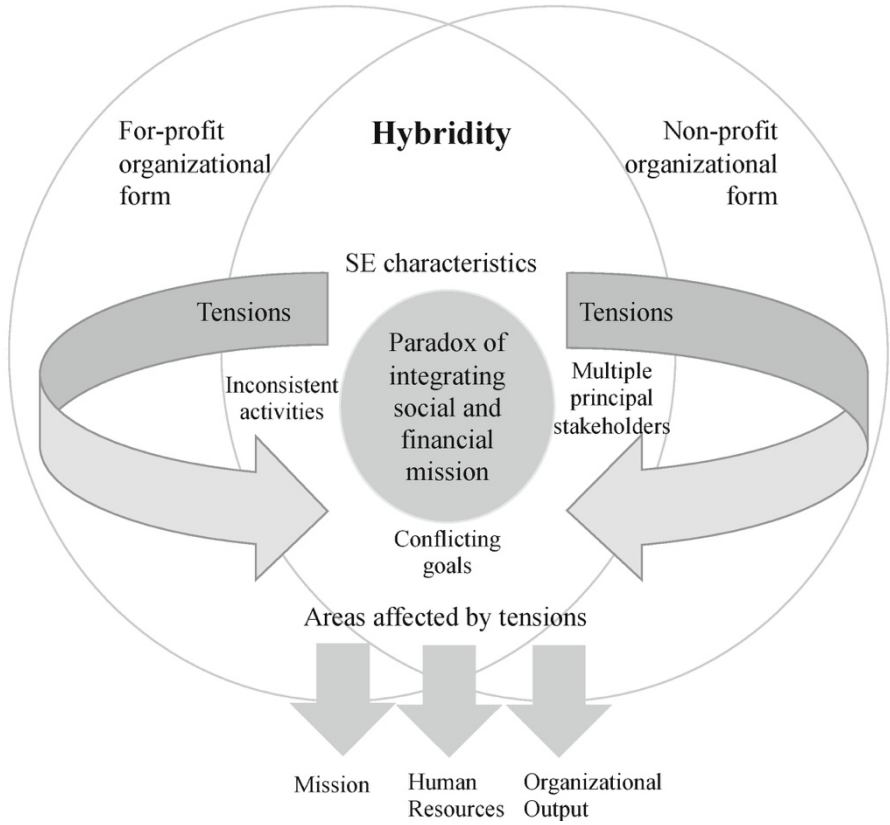 For-profit
organizational
form
Hybridity
Non-profit
organizational
form
SE characteristics
Tensions
Tensions
Paradox of
integrating
social and
financial
mission
Inconsistent
activities
Multiple
principal
stakeholders
Conflicting
goals
Areas affected by tensions
Mission
Human
Resources
Organizational
Output